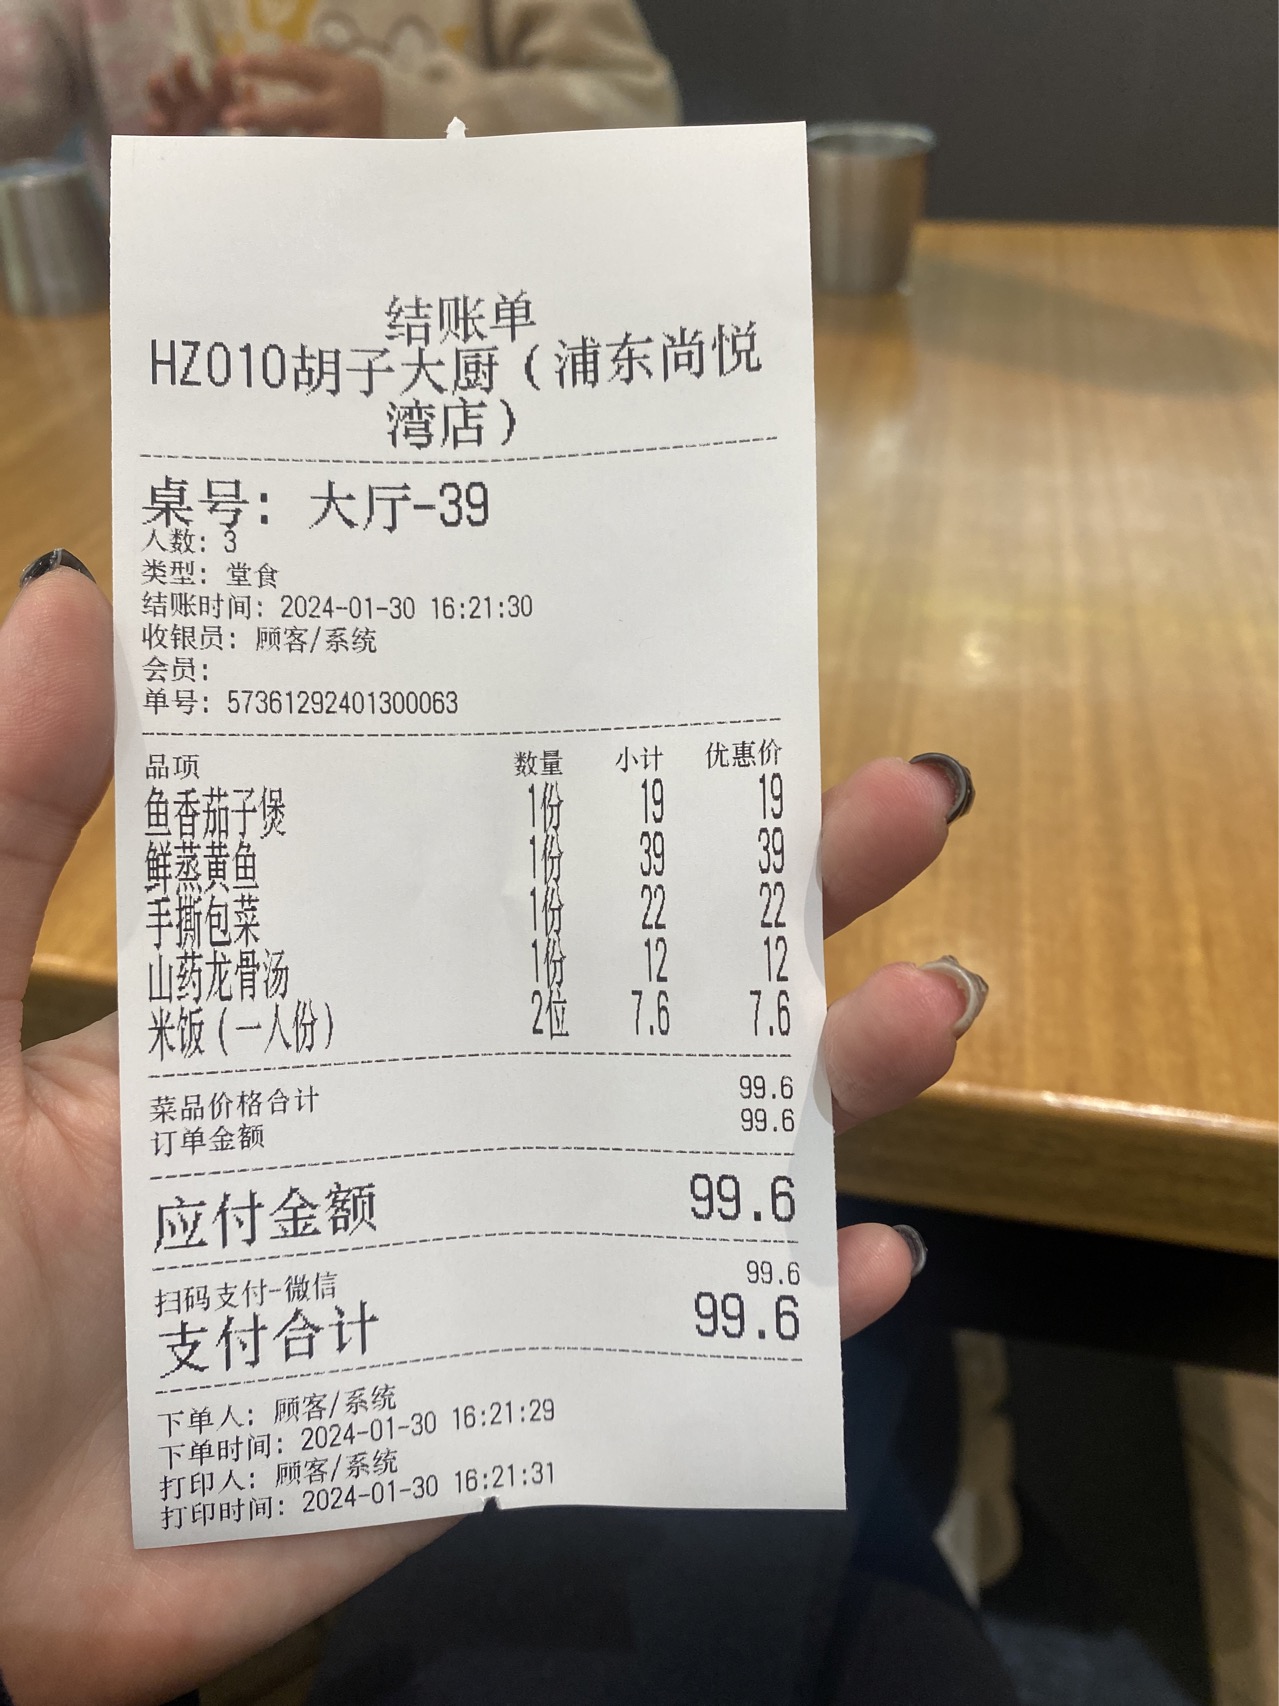 结账单
HZ010胡子大厨（浦东尚悦
湾店）
桌号: 大厅-39
人数: 3
类型: 堂食
结账时间: 2024-01-30 16:21:30
收银员: 顾客/系统
会员:
单号: 573612922401300063
品项 数量 小计 优惠价
鱼香茄子煲 1份 19 19
鲜蒸黄鱼 1份 39 39
手撕包菜 1份 22 22
山药龙骨汤 1份 12 12
米饭（一人份） 2位 7.6 7.6
菜品价格合计 99.6
订单金额 99.6
应付金额 99.6
扫码支付-微信 99.6
支付合计 99.6
下单人: 顾客/系统
下单时间: 2024-01-30 16:21:29
打印人: 顾客/系统
打印时间: 2024-01-30 16:21:31